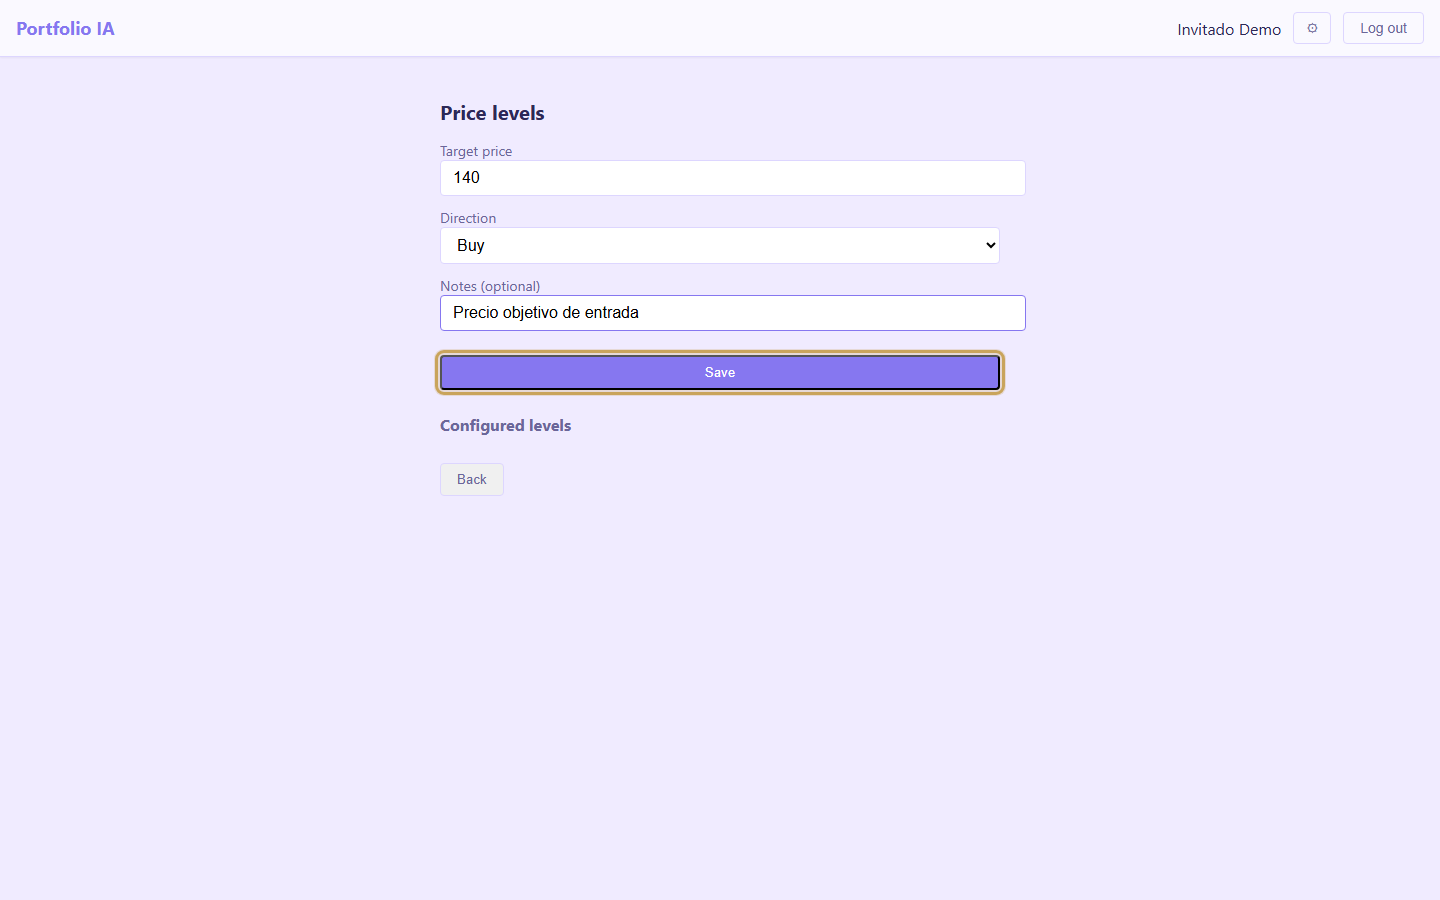 Portfolio IA
Invitado Demo
Log out
Price levels
Target price
140
Direction
Buy
Notes (optional)
Precio objetivo de entrada
Save
Configured levels
Back